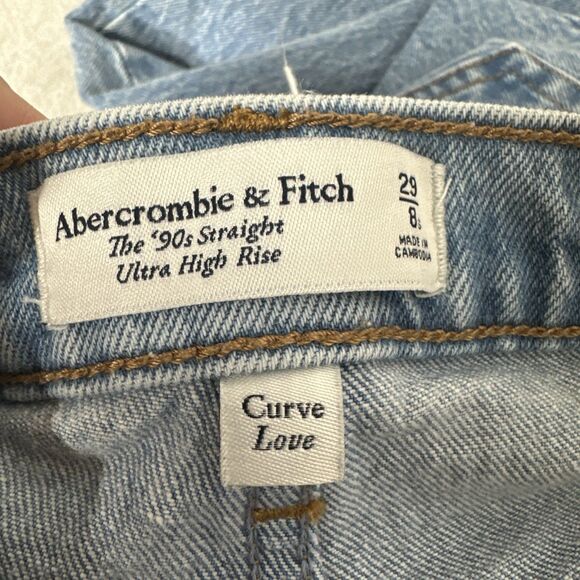 Abercrombie & Fitch
The '90s Straight
Ultra High Rise
29
8s
MADE IN
CAMBODIA
Curve
Love